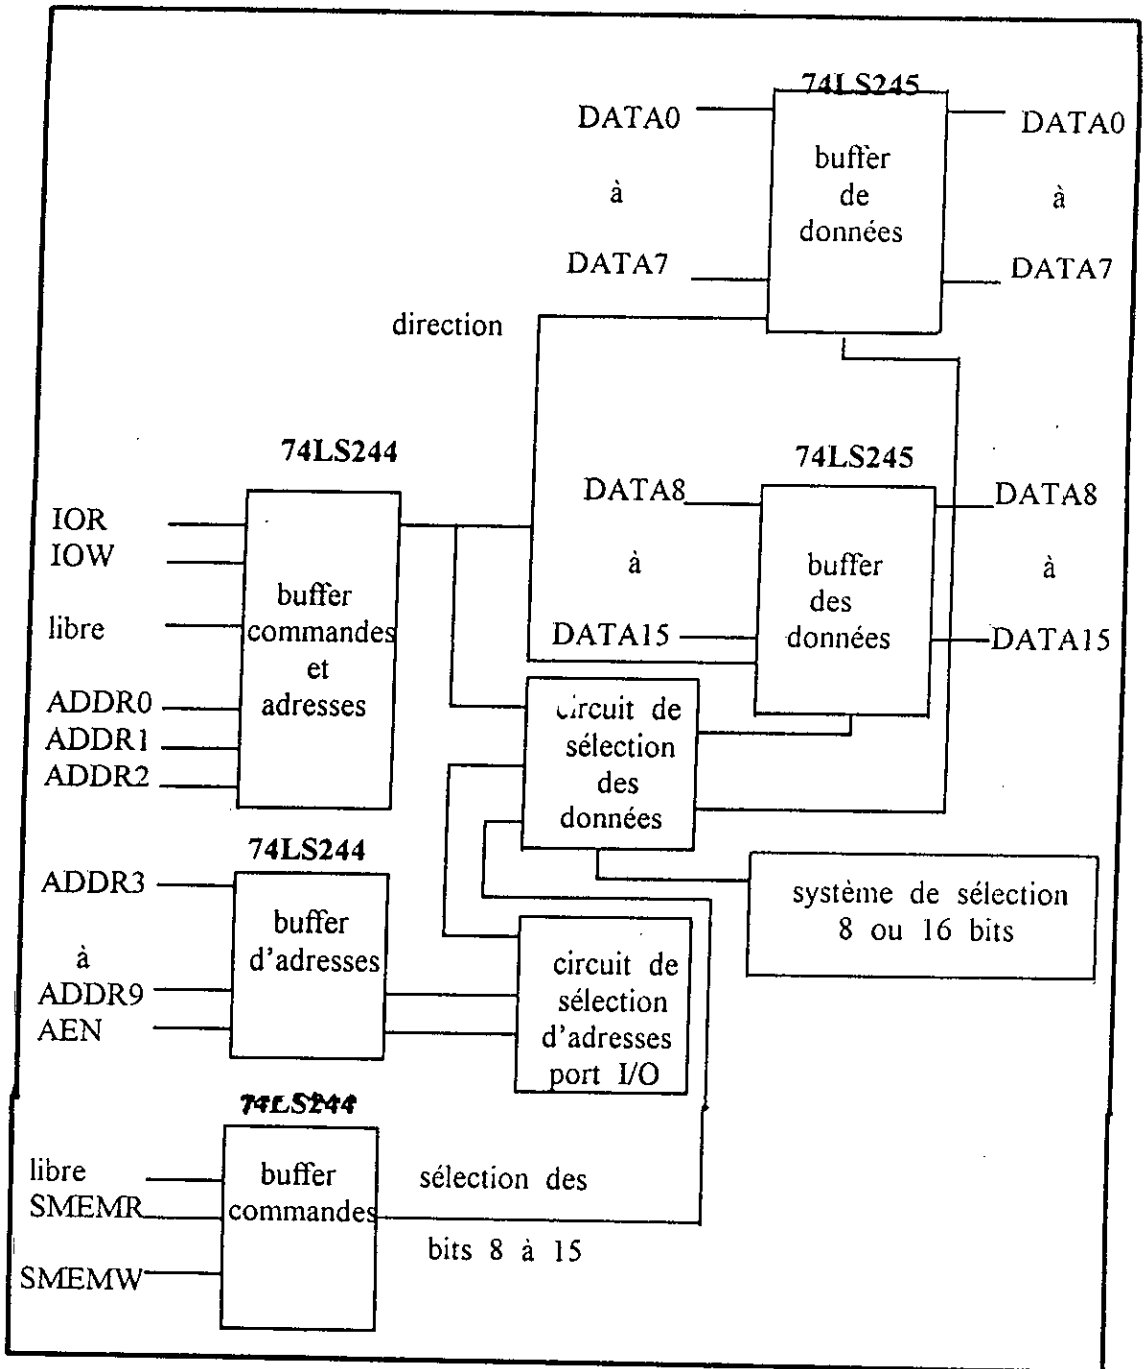 74LS245
DATA0
buffer
de
données
à
DATA7
DATA0
à
DATA7
direction
74LS244
IOR
IOW
libre
ADDR0
ADDR1
ADDR2
buffer
commandes
et
adresses
74LS245
DATA8
à
DATA15
buffer
des
données
DATA8
à
DATA15
circuit de
sélection
des
données
74LS244
ADDR3
à
ADDR9
AEN
buffer
d'adresses
circuit de
sélection
d'adresses
port I/O
système de sélection
8 ou 16 bits
74LS244
libre
SMEMR
SMEMW
buffer
commandes
sélection des
bits 8 à 15